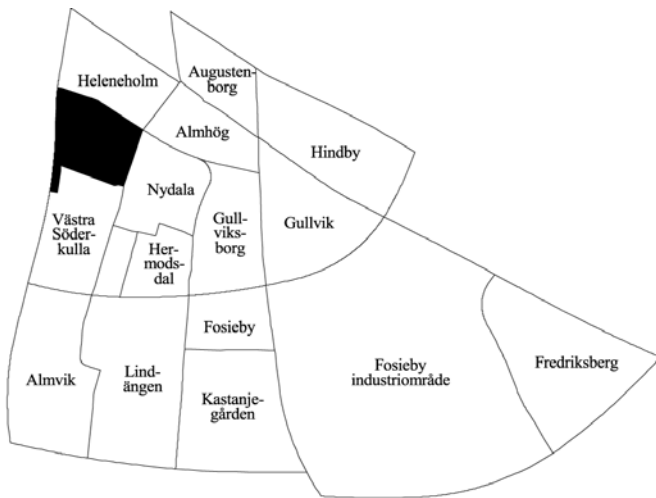 Heleneholm
Augusten-
borg
Almhög
Hindby
Nydala
Västra
Söder-
kulla
Gull-
viks-
borg
Gullvik
Her-
mods-
dal
Fosieby
Almvik
Lind-
ängen
Kastanje-
gården
Fosieby
industriområde
Fredriksberg